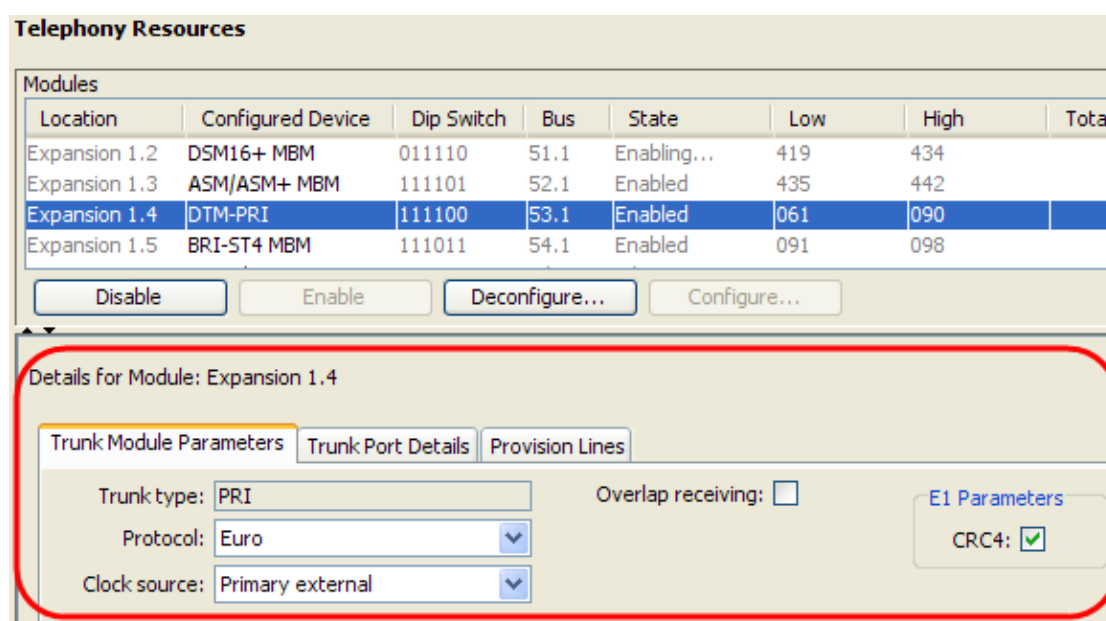 Telephony Resources
Modules
Location Configured Device Dip Switch Bus State Low High Tota
Expansion 1.2 DSM16+ MBM 011110 51.1 Enabling... 419 434
Expansion 1.3 ASM/ASM+ MBM 111101 52.1 Enabled 435 442
Expansion 1.4 DTM-PRI 111100 53.1 Enabled 061 090
Expansion 1.5 BRI-ST4 MBM 111011 54.1 Enabled 091 098
Disable Enable Deconfigure... Configure...
Details for Module: Expansion 1.4
Trunk Module Parameters Trunk Port Details Provision Lines
Trunk type: PRI Overlap receiving: E1 Parameters
Protocol: Euro CRC4:
Clock source: Primary external